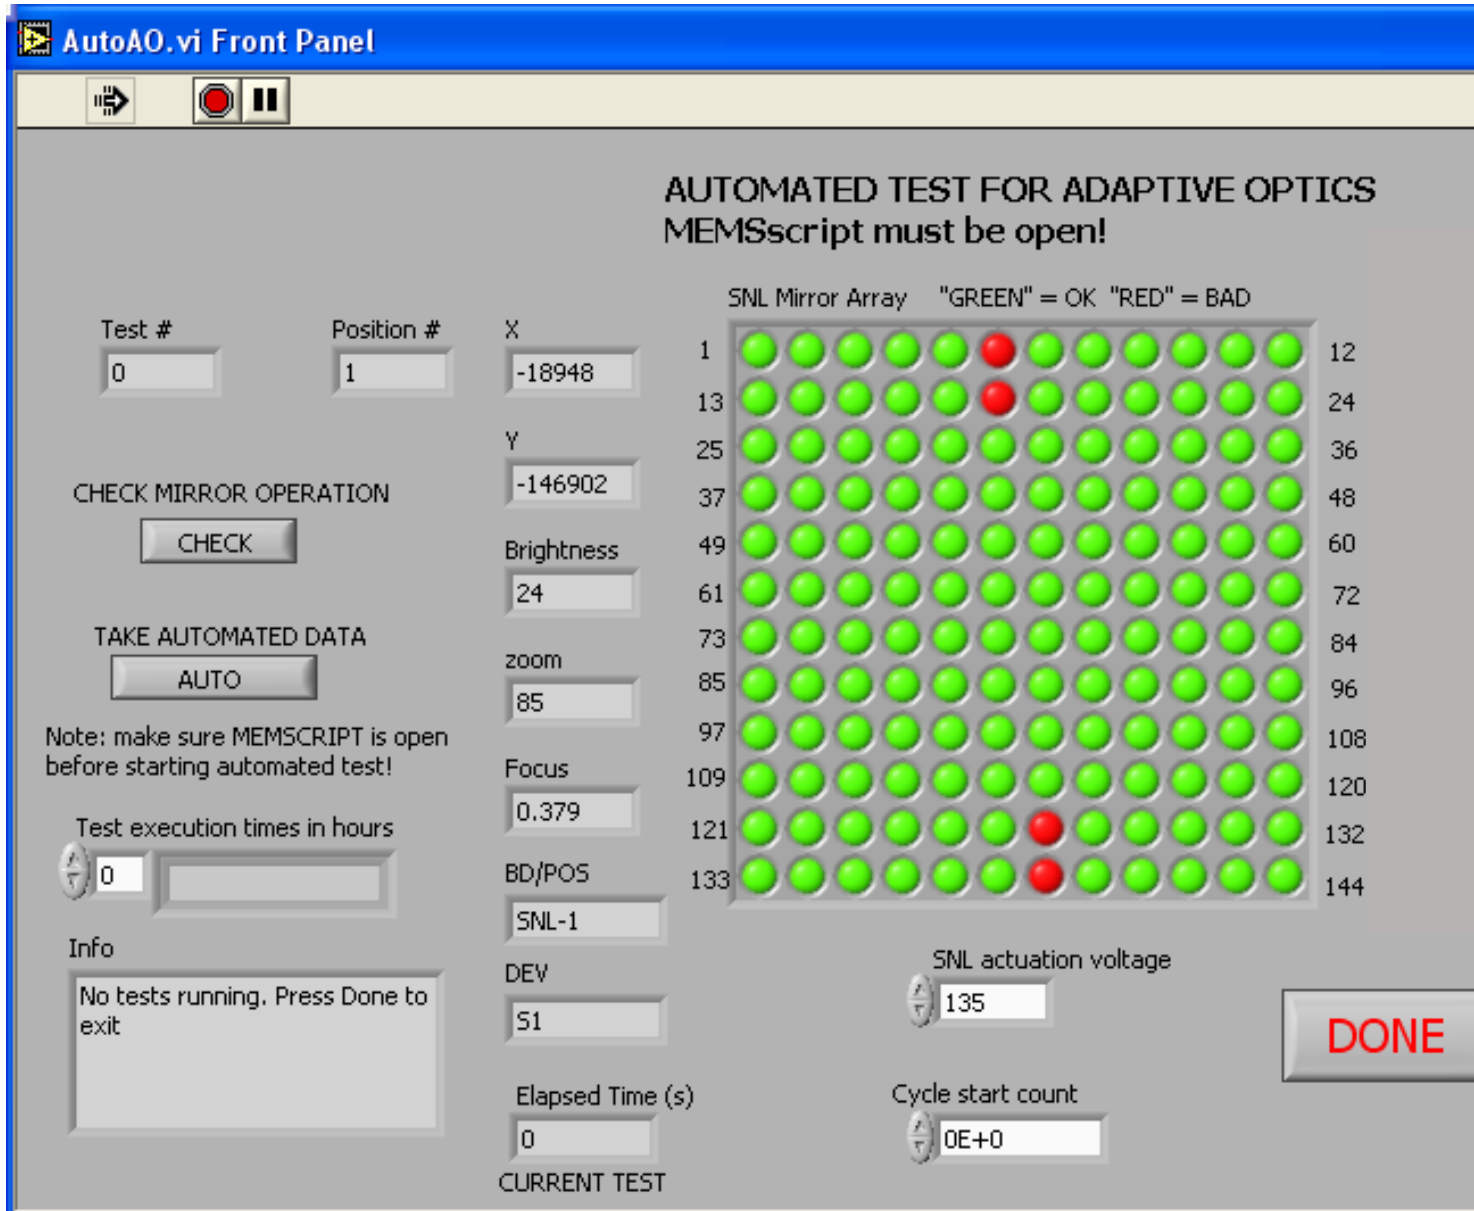 AutoAO.vi Front Panel
AUTOMATED TEST FOR ADAPTIVE OPTICS
MEMSscript must be open!
SNL Mirror Array "GREEN" = OK "RED" = BAD
Test #
0
Position #
1
CHECK MIRROR OPERATION
CHECK
TAKE AUTOMATED DATA
AUTO
Note: make sure MEMSCRIPT is open
before starting automated test!
Test execution times in hours
0
Info
No tests running. Press Done to
exit
X
-18948
Y
-146902
Brightness
24
zoom
85
Focus
0.379
BD/POS
SNL-1
DEV
S1
Elapsed Time (s)
0
CURRENT TEST
1 12
13 24
25 36
37 48
49 60
61 72
73 84
85 96
97 108
109 120
121 132
133 144
SNL actuation voltage
135
Cycle start count
0E+0
DONE